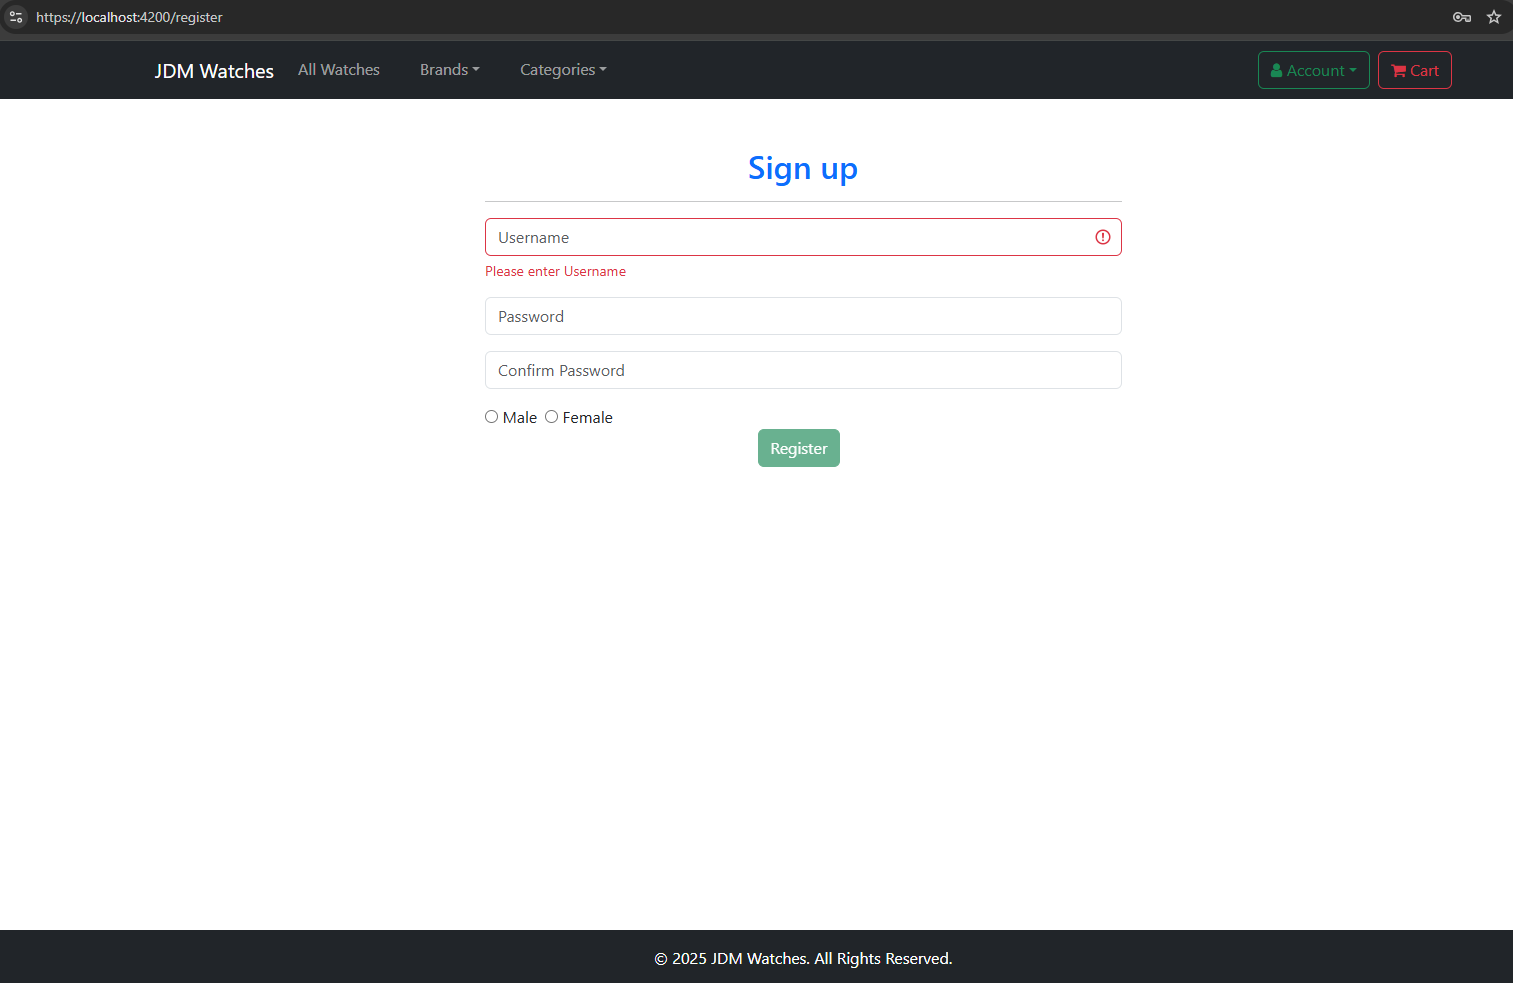 https://localhost:4200/register
JDM Watches All Watches Brands Categories Account Cart
Sign up
Username
Please enter Username
Password
Confirm Password
Male Female
Register
© 2025 JDM Watches. All Rights Reserved.